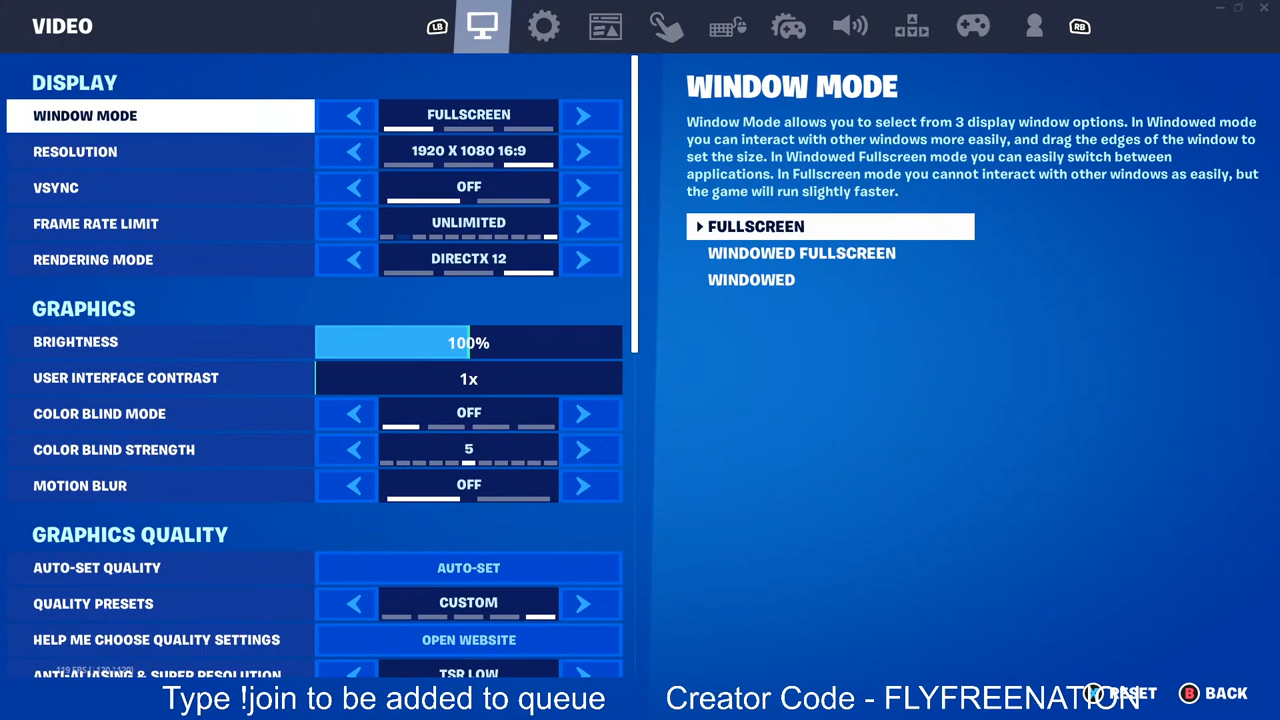 VIDEO
LB
RB
DISPLAY
WINDOW MODE
FULLSCREEN
RESOLUTION
1920 X 1080 16:9
VSYNC
OFF
FRAME RATE LIMIT
UNLIMITED
RENDERING MODE
DIRECTX 12
GRAPHICS
BRIGHTNESS
100%
USER INTERFACE CONTRAST
1x
COLOR BLIND MODE
OFF
COLOR BLIND STRENGTH
5
MOTION BLUR
OFF
GRAPHICS QUALITY
AUTO-SET QUALITY
AUTO-SET
QUALITY PRESETS
CUSTOM
HELP ME CHOOSE QUALITY SETTINGS
OPEN WEBSITE
ANTI-ALIASING & SUPER RESOLUTION
TSR LOW
WINDOW MODE
Window Mode allows you to select from 3 display window options. In Windowed mode
you can interact with other windows more easily, and drag the edges of the window to
set the size. In Windowed Fullscreen mode you can easily switch between
applications. In Fullscreen mode you cannot interact with other windows as easily, but
the game will run slightly faster.
FULLSCREEN
WINDOWED FULLSCREEN
WINDOWED
Type !join to be added to queue
Creator Code - FLYFREENATION
X RESET
B BACK